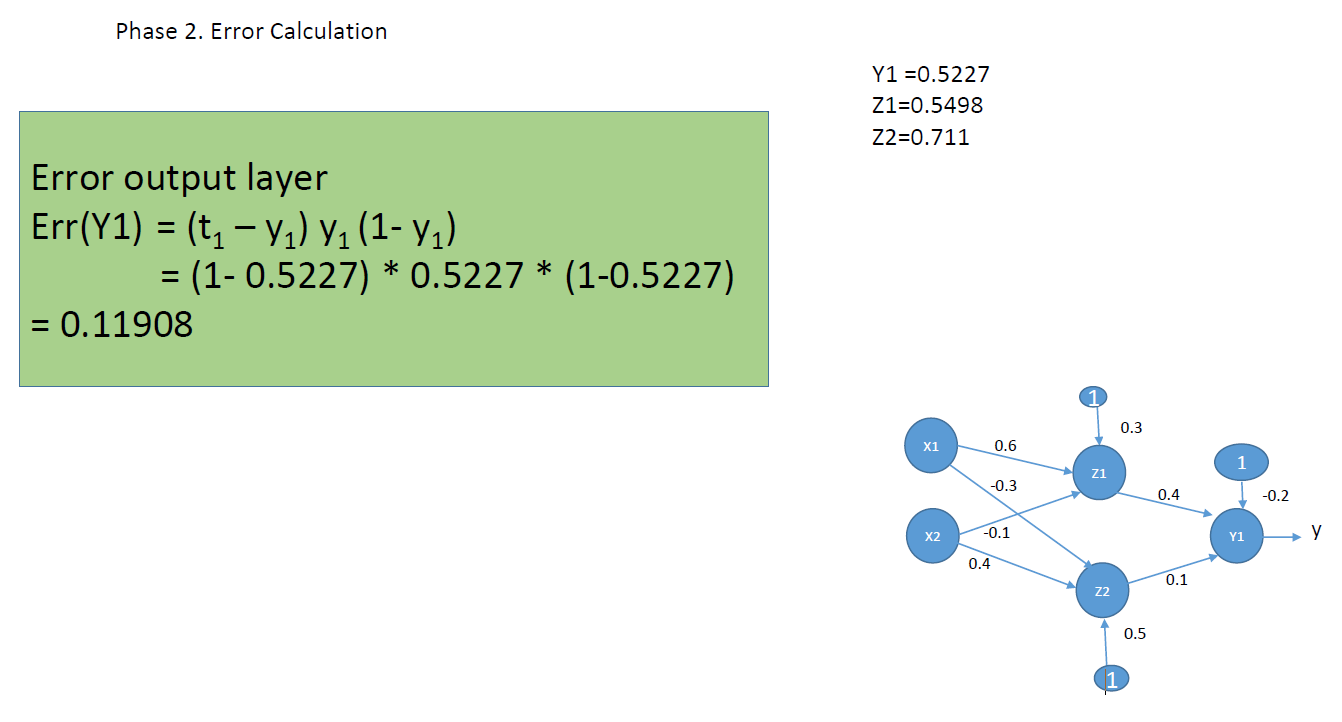 Phase 2. Error Calculation
Y1 =0.5227
Z1=0.5498
Z2=0.711
Error output layer
Err(Y1) = (t1 – y1) y1 (1- y1)
= (1- 0.5227) * 0.5227 * (1-0.5227)
= 0.11908
1
0.3
X1
0.6
Z1
1
-0.3
0.4
-0.2
X2
-0.1
Y1
y
0.4
0.1
Z2
0.5
1